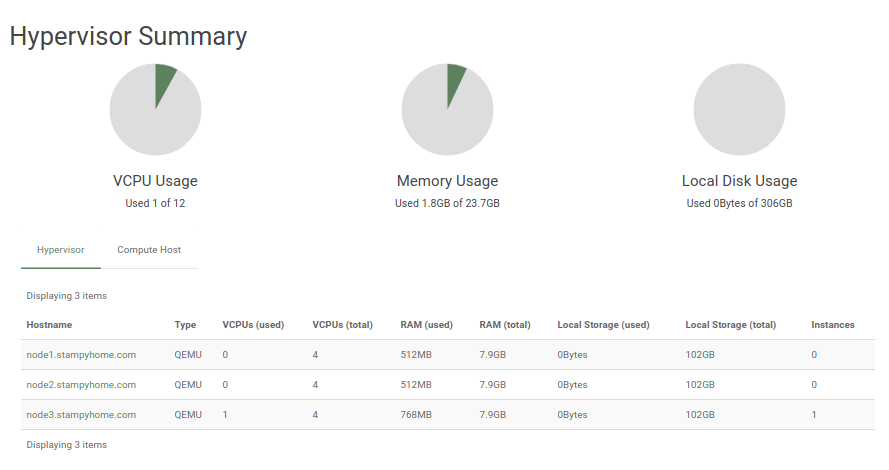 Hypervisor Summary
VCPU Usage
Used 1 of 12
Memory Usage
Used 1.8GB of 23.7GB
Local Disk Usage
Used 0Bytes of 306GB
Hypervisor Compute Host
Displaying 3 items
Hostname Type VCPUs (used) VCPUs (total) RAM (used) RAM (total) Local Storage (used) Local Storage (total) Instances
node1.stampyhome.com QEMU 0 4 512MB 7.9GB 0Bytes 102GB 0
node2.stampyhome.com QEMU 0 4 512MB 7.9GB 0Bytes 102GB 0
node3.stampyhome.com QEMU 1 4 768MB 7.9GB 0Bytes 102GB 1
Displaying 3 items